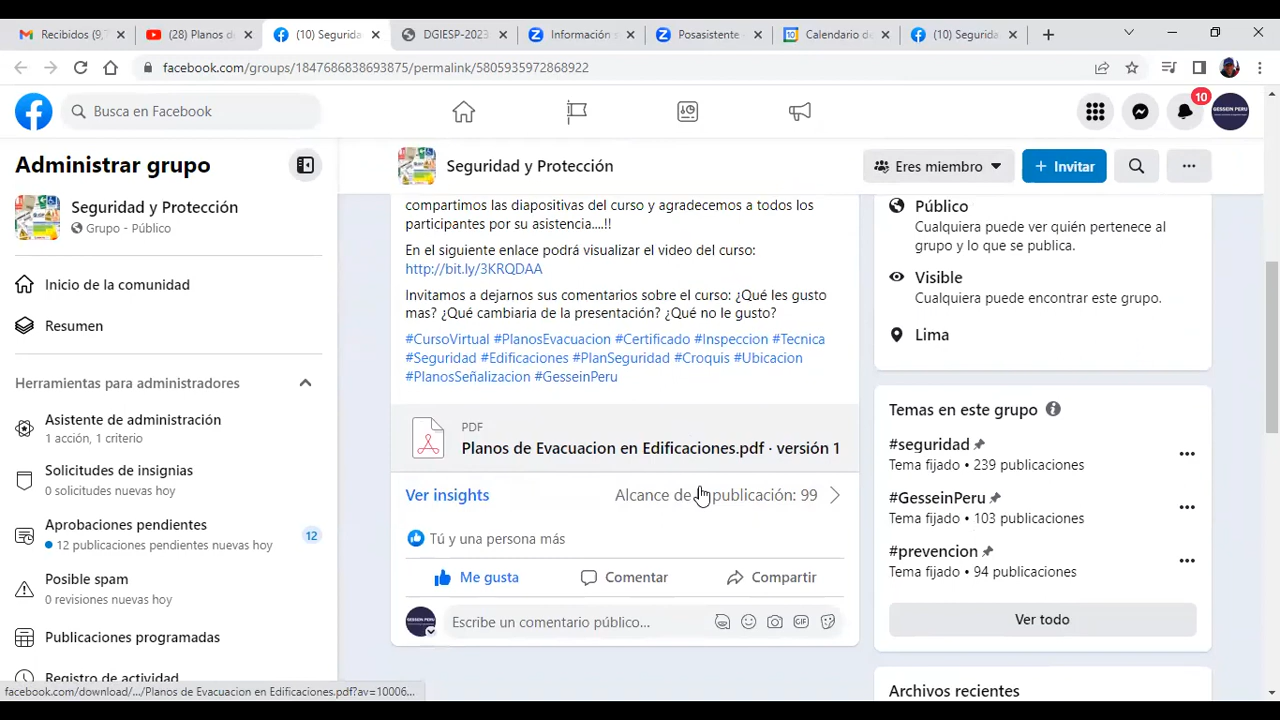 Recibidos (9,7
(28) Planos de
(10) Segurida
DGIESP-2023
Información s
Posasistente -
Calendario de
(10) Segurida
facebook.com/groups/1847686838693875/permalink/5805935972868922
Busca en Facebook
10
GESSEIN PERU
Administrar grupo
Seguridad y Protección
Grupo - Público
Inicio de la comunidad
Resumen
Herramientas para administradores
Asistente de administración
1 acción, 1 criterio
Solicitudes de insignias
0 solicitudes nuevas hoy
Aprobaciones pendientes
12 publicaciones pendientes nuevas hoy
12
Posible spam
0 revisiones nuevas hoy
Publicaciones programadas
Registro de actividad
facebook.com/download/.../Planos de Evacuacion en Edificaciones.pdf?av=10006...
Seguridad y Protección
Eres miembro
Invitar
compartimos las diapositivas del curso y agradecemos a todos los
participantes por su asistencia....!!
En el siguiente enlace podrá visualizar el video del curso:
http://bit.ly/3KRQDAA
Invitamos a dejarnos sus comentarios sobre el curso: ¿Qué les gusto
mas? ¿Qué cambiaria de la presentación? ¿Qué no le gusto?
#CursoVirtual #PlanosEvacuacion #Certificado #Inspeccion #Tecnica
#Seguridad #Edificaciones #PlanSeguridad #Croquis #Ubicacion
#PlanosSeñalizacion #GesseinPeru
PDF
Planos de Evacuacion en Edificaciones.pdf · versión 1
Ver insights
Alcance de publicación: 99
Tú y una persona más
Me gusta
Comentar
Compartir
GESSEIN PERU
Escribe un comentario público...
GIF
Público
Cualquiera puede ver quién pertenece al
grupo y lo que se publica.
Visible
Cualquiera puede encontrar este grupo.
Lima
Temas en este grupo
#seguridad
Tema fijado • 239 publicaciones
#GesseinPeru
Tema fijado • 103 publicaciones
#prevencion
Tema fijado • 94 publicaciones
Ver todo
Archivos recientes